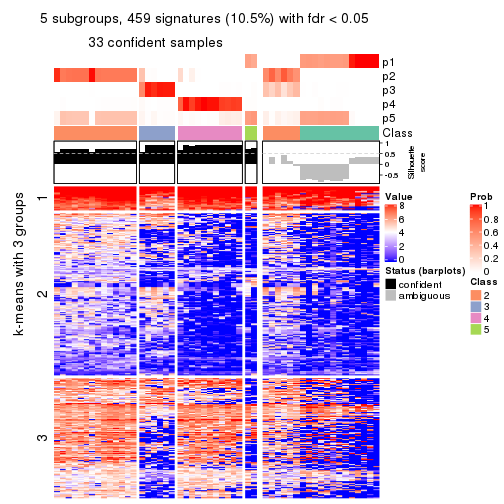 5 subgroups, 459 signatures (10.5%) with fdr < 0.05
33 confident samples
p1
p2
p3
p4
p5
Class
1
0.5
0
-0.5
Silhouette
score
k-means with 3 groups
1
2
3
Value
8
6
4
2
0
Status (barplots)
confident
ambiguous
Prob
1
0.8
0.6
0.4
0.2
0
Class
2
3
4
5